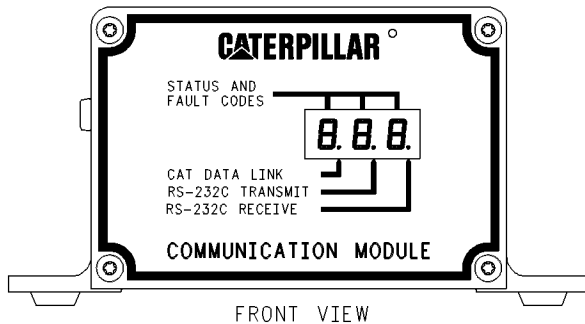 CATERPILLAR
STATUS AND
FAULT CODES
8.8.8.
CAT DATA LINK
RS-232C TRANSMIT
RS-232C RECEIVE
COMMUNICATION MODULE
FRONT VIEW